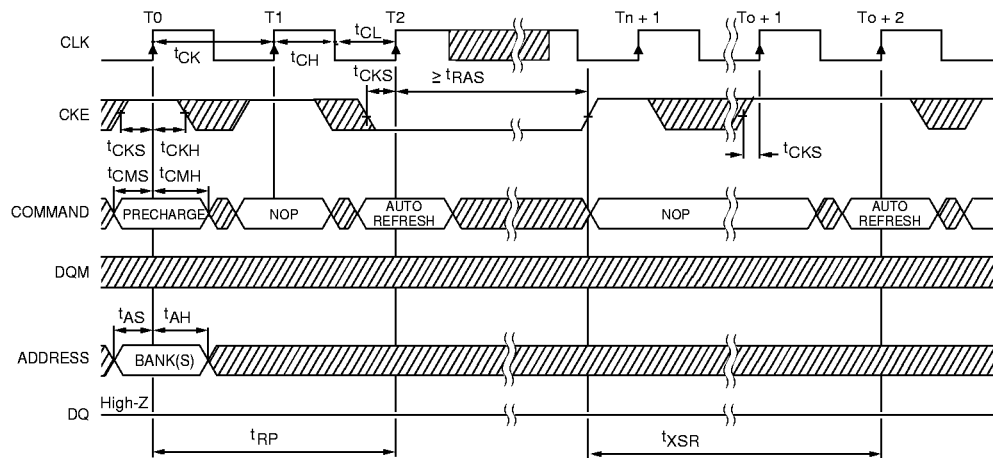 T0 T1 T2 Tn + 1 To + 1 To + 2
CLK
tCK tCH tCL
tCKS ≥ tRAS
CKE
tCKS tCKH tCKS
tCMS tCMH
COMMAND PRECHARGE NOP AUTO REFRESH NOP AUTO REFRESH
DQM
tAS tAH
ADDRESS BANK(S)
High-Z
DQ
tRP tXSR